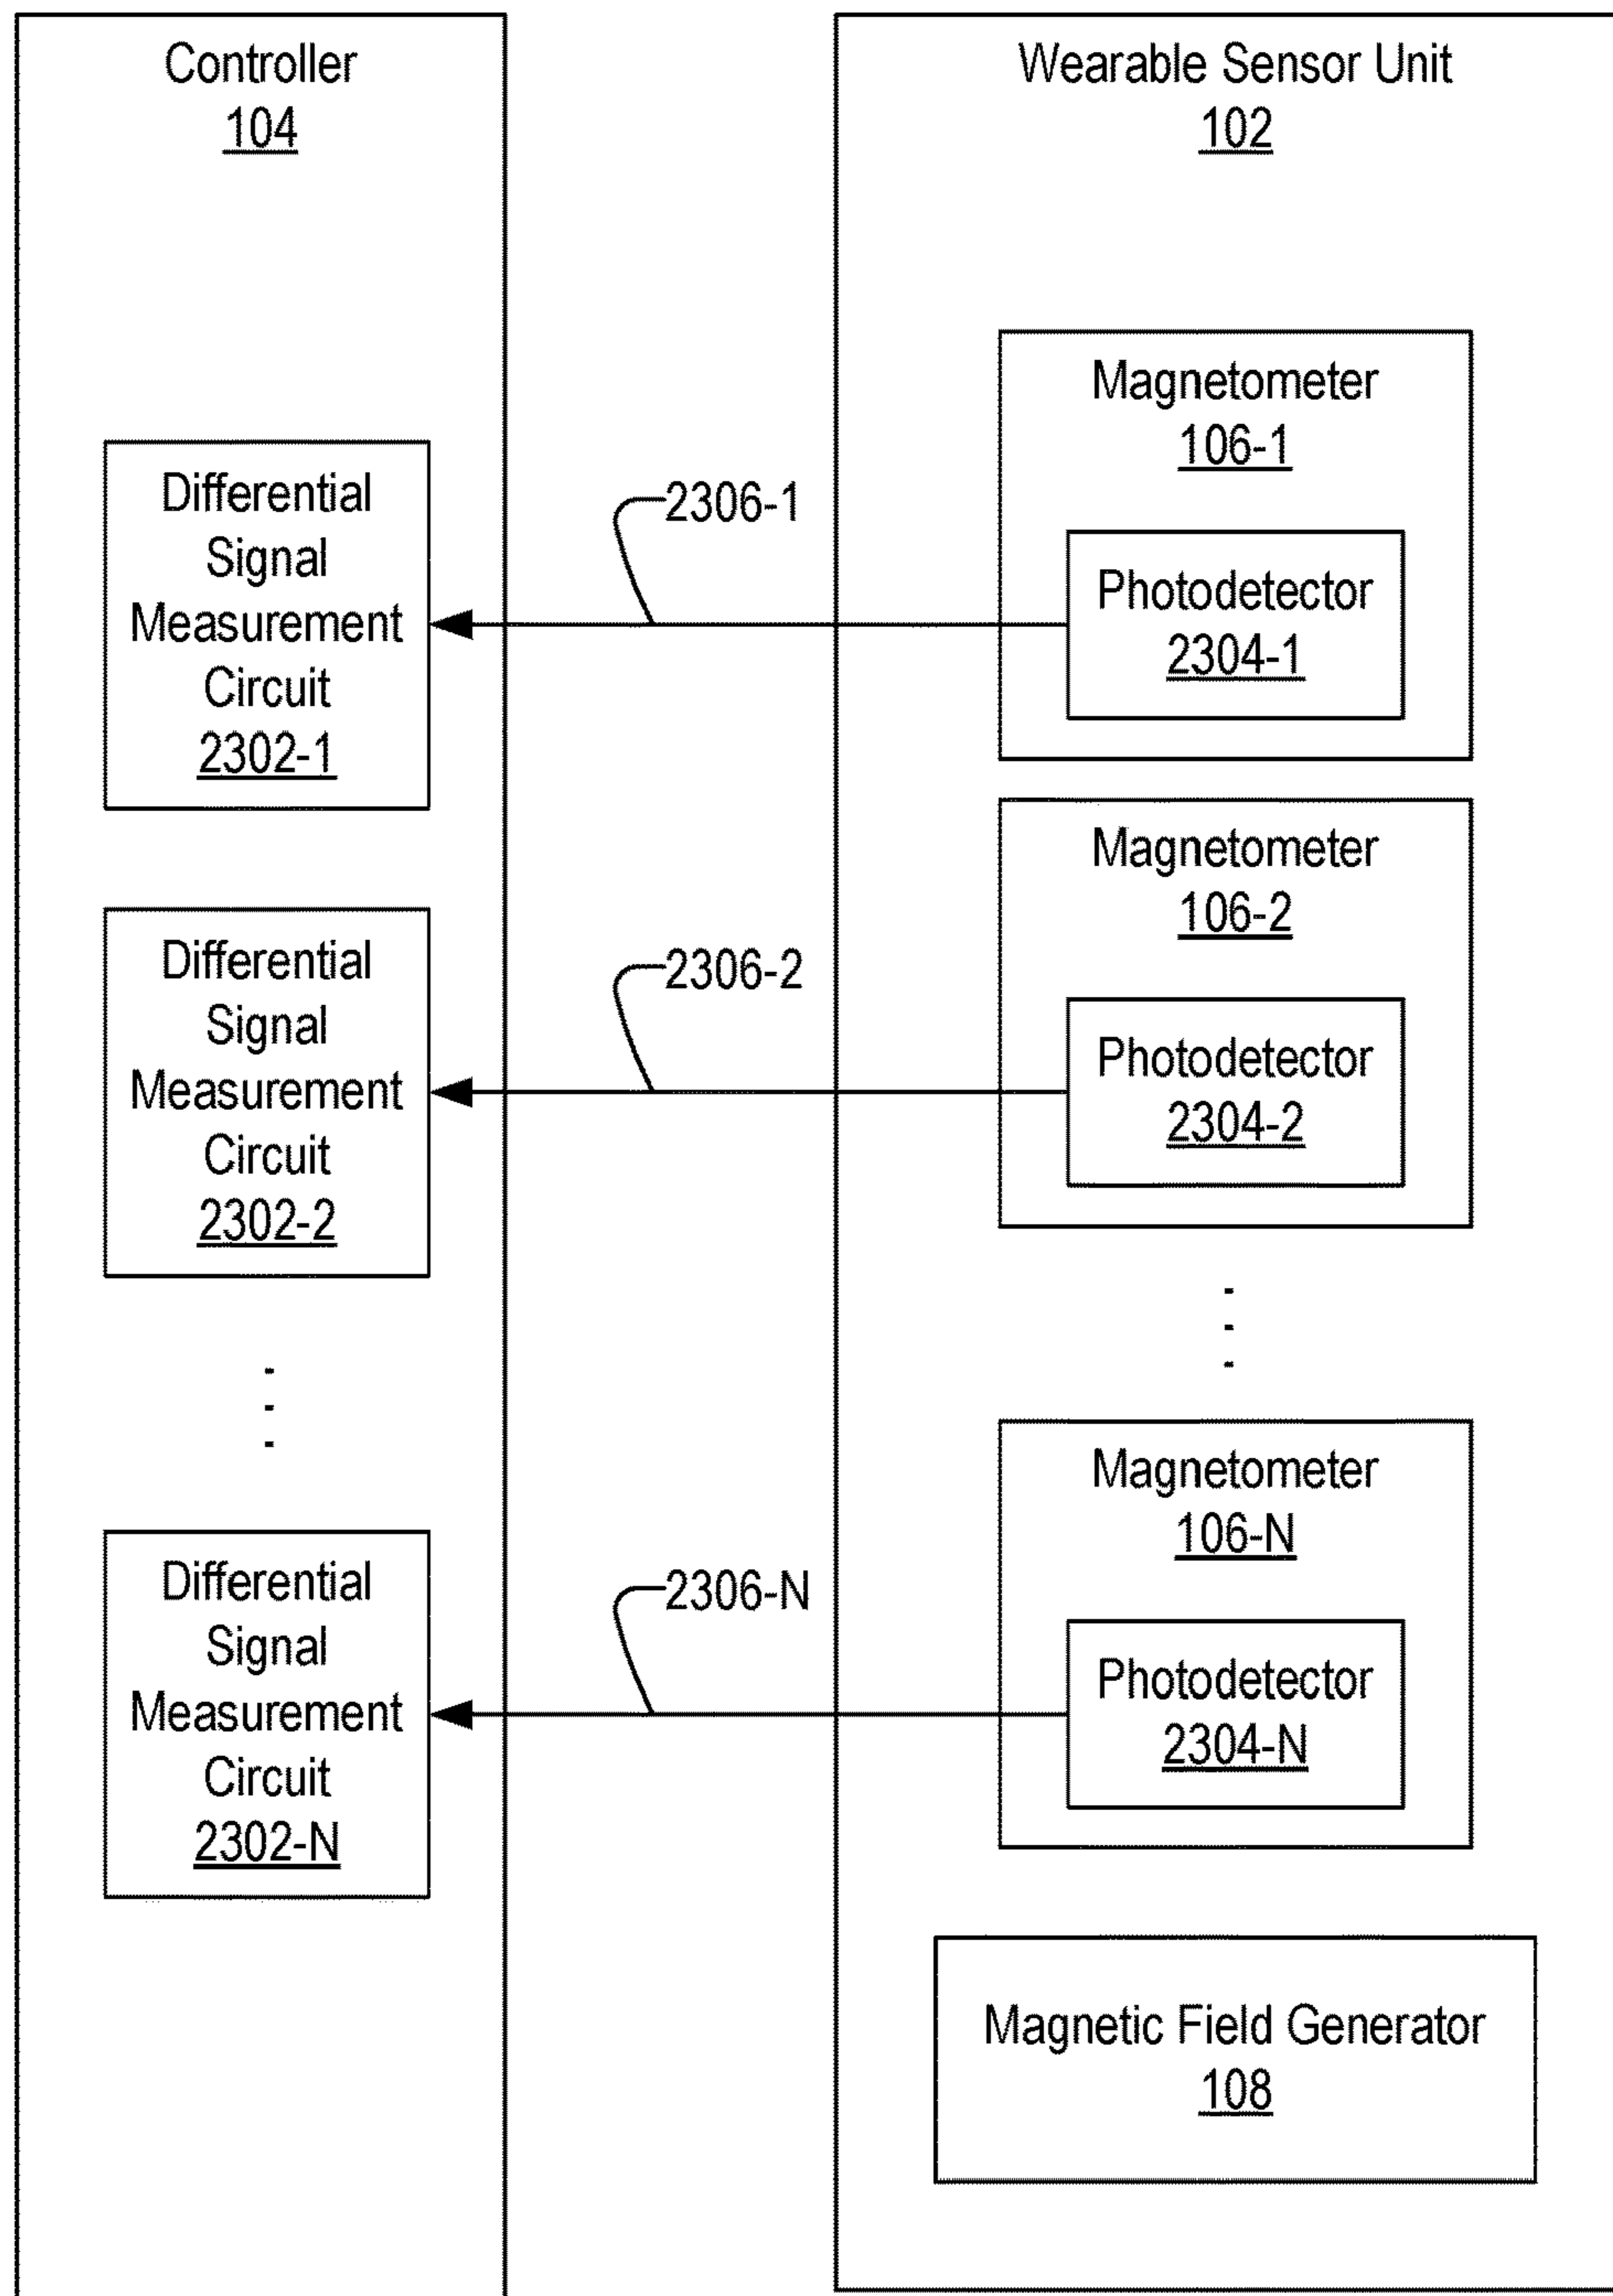 Controller
104
Differential
Signal
Measurement
Circuit
2302-1
Differential
Signal
Measurement
Circuit
2302-2
Differential
Signal
Measurement
Circuit
2302-N
2306-1
2306-2
2306-N
Wearable Sensor Unit
102
Magnetometer
106-1
Photodetector
2304-1
Magnetometer
106-2
Photodetector
2304-2
Magnetometer
106-N
Photodetector
2304-N
Magnetic Field Generator
108